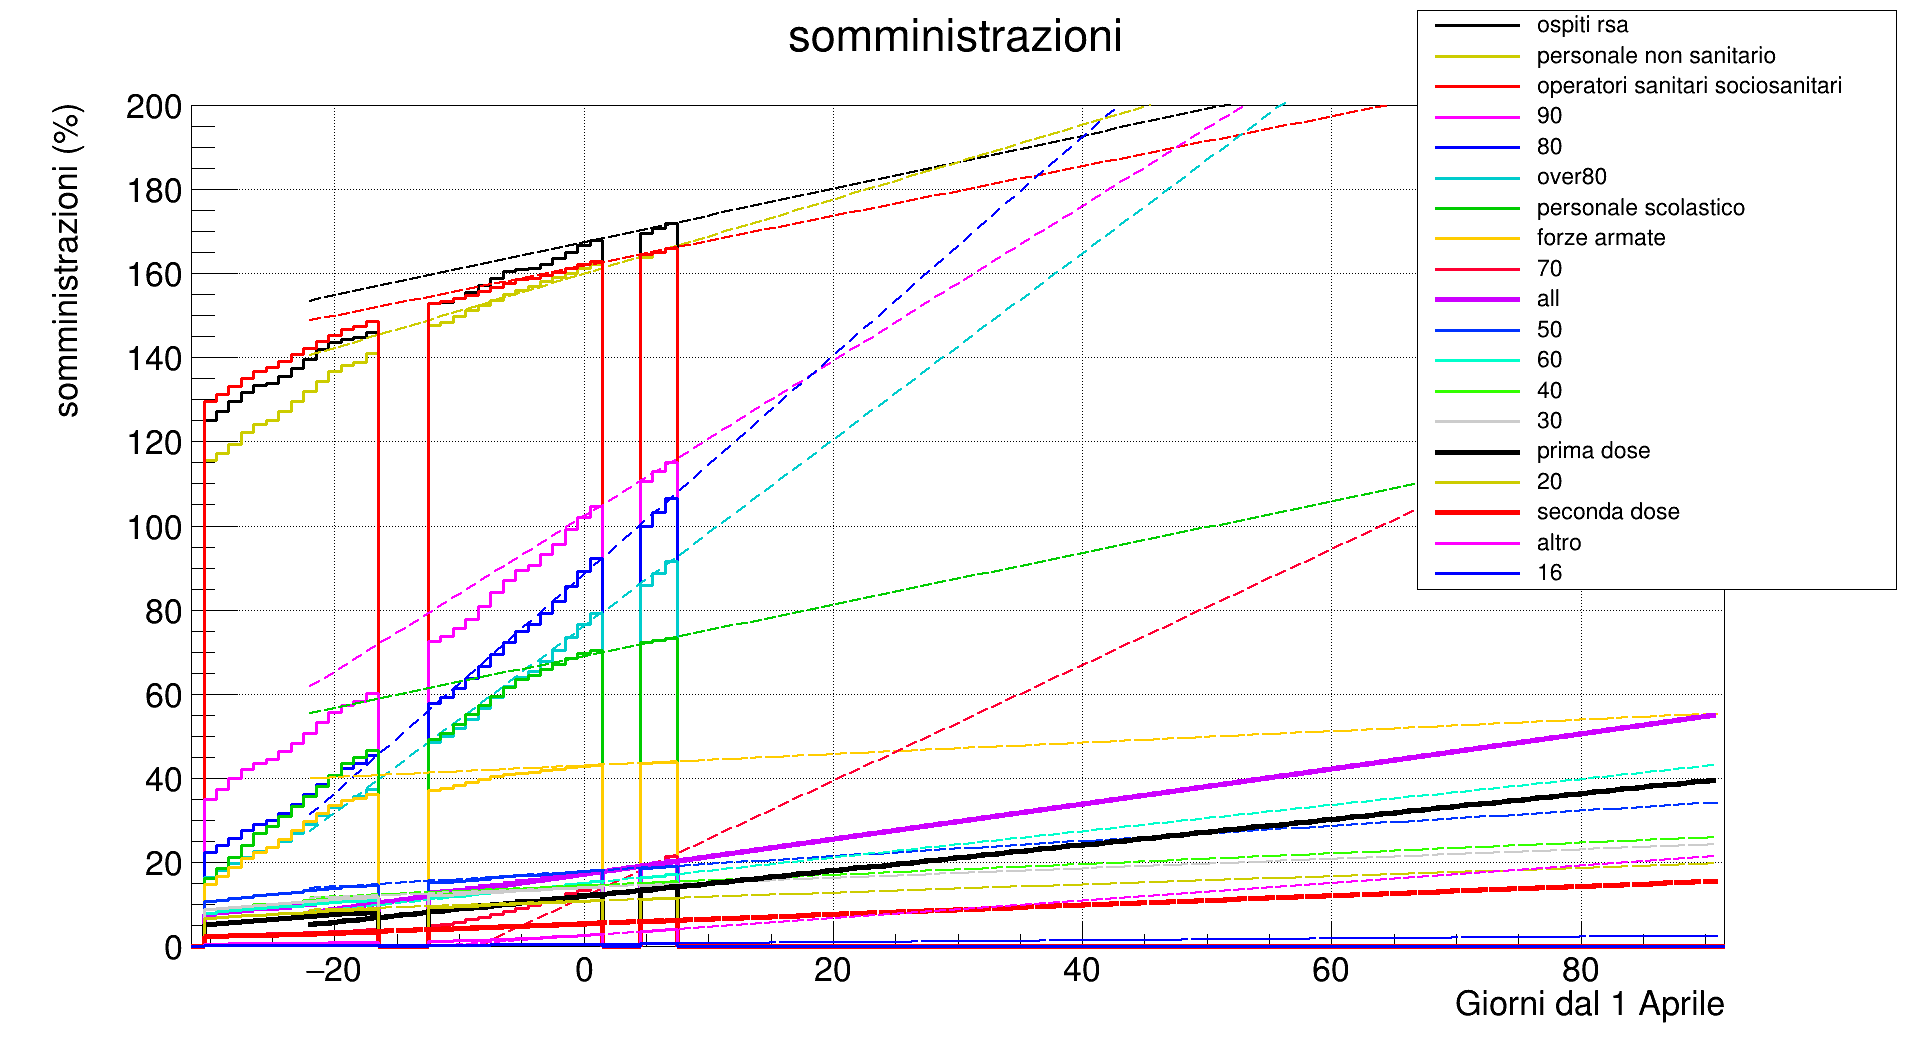 somministrazioni
somministrazioni (%)
200
180
160
140
120
100
80
60
40
20
0
−20
0
20
40
60
80
Giorni dal 1 Aprile
ospiti rsa
personale non sanitario
operatori sanitari sociosanitari
90
80
over80
personale scolastico
forze armate
70
all
50
60
40
30
prima dose
20
seconda dose
altro
16